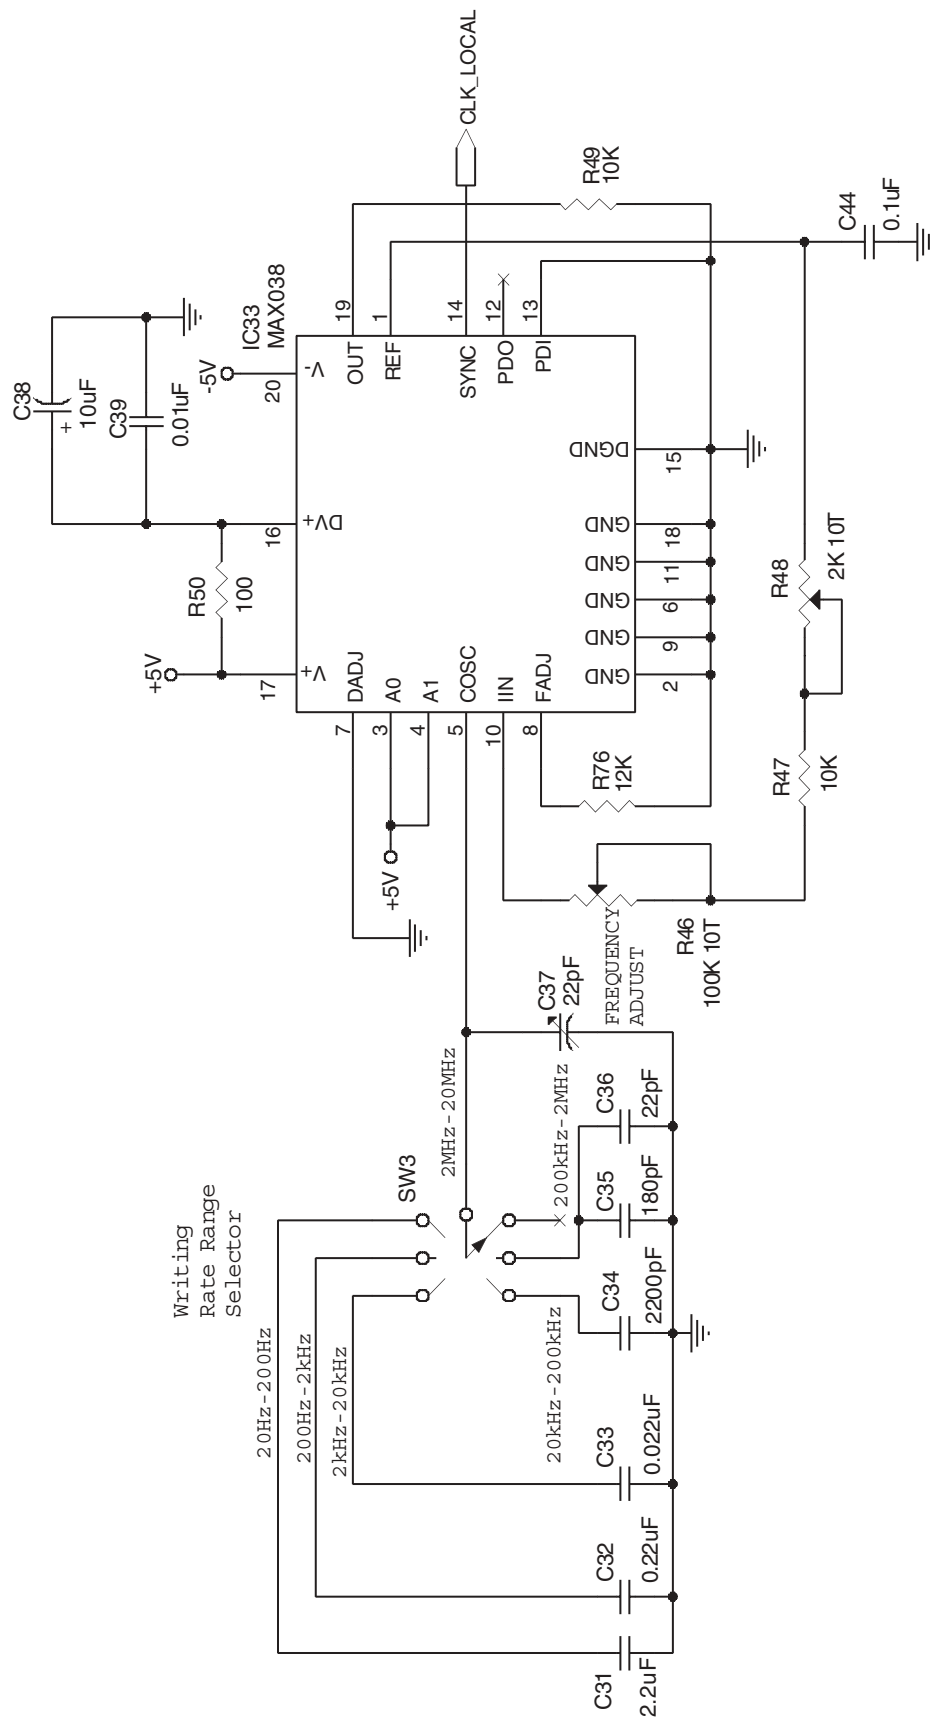 Writing
Rate Range
Selector
20Hz-200Hz
200Hz-2kHz
2kHz-20kHz
20kHz-200kHz
200kHz-2MHz
2MHz-20MHz
SW3
C31
2.2uF
C32
0.22uF
C33
0.022uF
C34
2200pF
C35
180pF
C36
22pF
C37
22pF
FREQUENCY
ADJUST
R46
100K 10T
R47
10K
R48
2K 10T
R76
12K
+5V
+5V
R50
100
C38
+
10uF
C39
0.01uF
-5V
IC33
MAX038
17
V+
16
DV+
20
V-
7
DADJ
3
A0
4
A1
5
COSC
10
IIN
8
FADJ
19
OUT
1
REF
14
SYNC
12
PDO
13
PDI
GND
2
GND
9
GND
6
GND
11
GND
18
DGND
15
CLK_LOCAL
R49
10K
C44
0.1uF